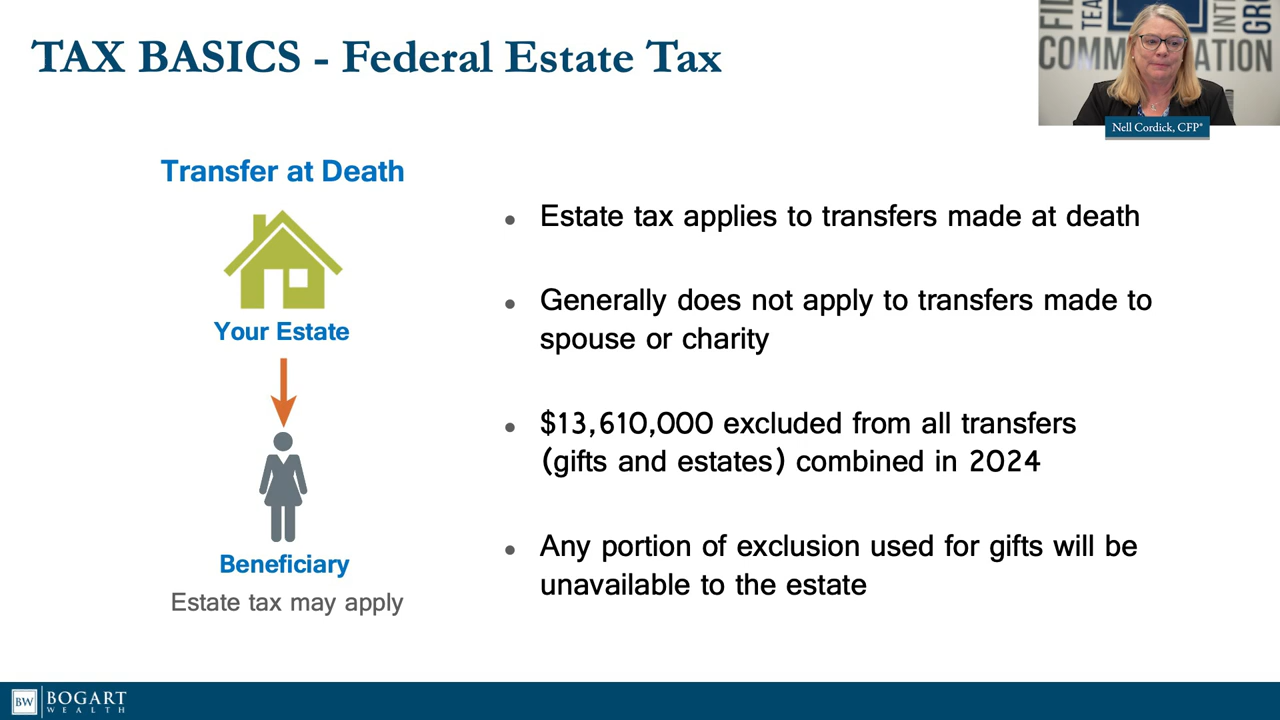 TAX BASICS - Federal Estate Tax
COMMUNICATION
Nell Cordick, CFP®
Transfer at Death
Your Estate
Beneficiary
Estate tax may apply
• Estate tax applies to transfers made at death
• Generally does not apply to transfers made to
spouse or charity
• $13,610,000 excluded from all transfers
(gifts and estates) combined in 2024
• Any portion of exclusion used for gifts will be
unavailable to the estate
BW BOGART
WEALTH